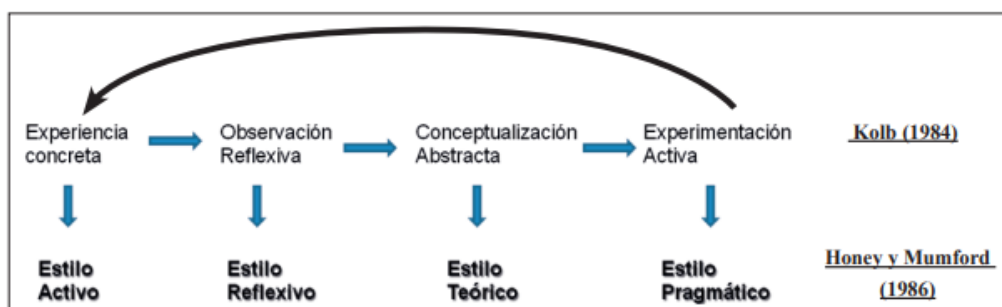 Experiencia concreta
Observación Reflexiva
Conceptualización Abstracta
Experimentación Activa
Kolb (1984)
Estilo Activo
Estilo Reflexivo
Estilo Teórico
Estilo Pragmático
Honey y Mumford (1986)